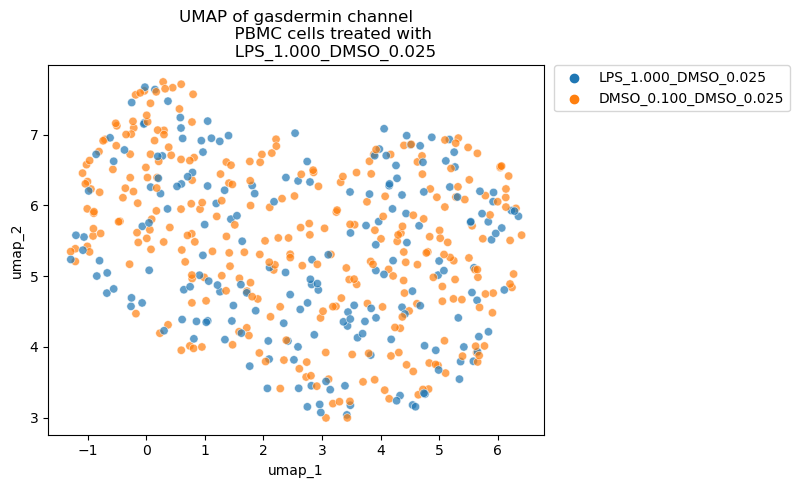 UMAP of gasdermin channel
PBMC cells treated with
LPS_1.000_DMSO_0.025
LPS_1.000_DMSO_0.025
DMSO_0.100_DMSO_0.025
umap_2
7
6
5
4
3
−1
0
1
2
3
4
5
6
umap_1